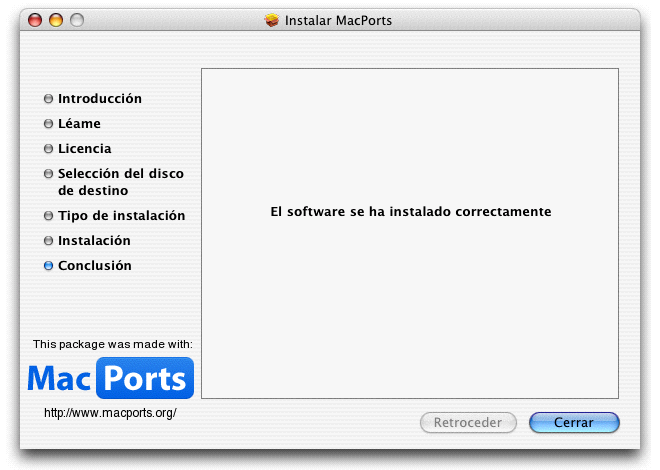 Instalar MacPorts
Introducción
Léame
Licencia
Selección del disco
de destino
Tipo de instalación
Instalación
Conclusión
El software se ha instalado correctamente
This package was made with:
MacPorts
http://www.macports.org/
Retroceder
Cerrar